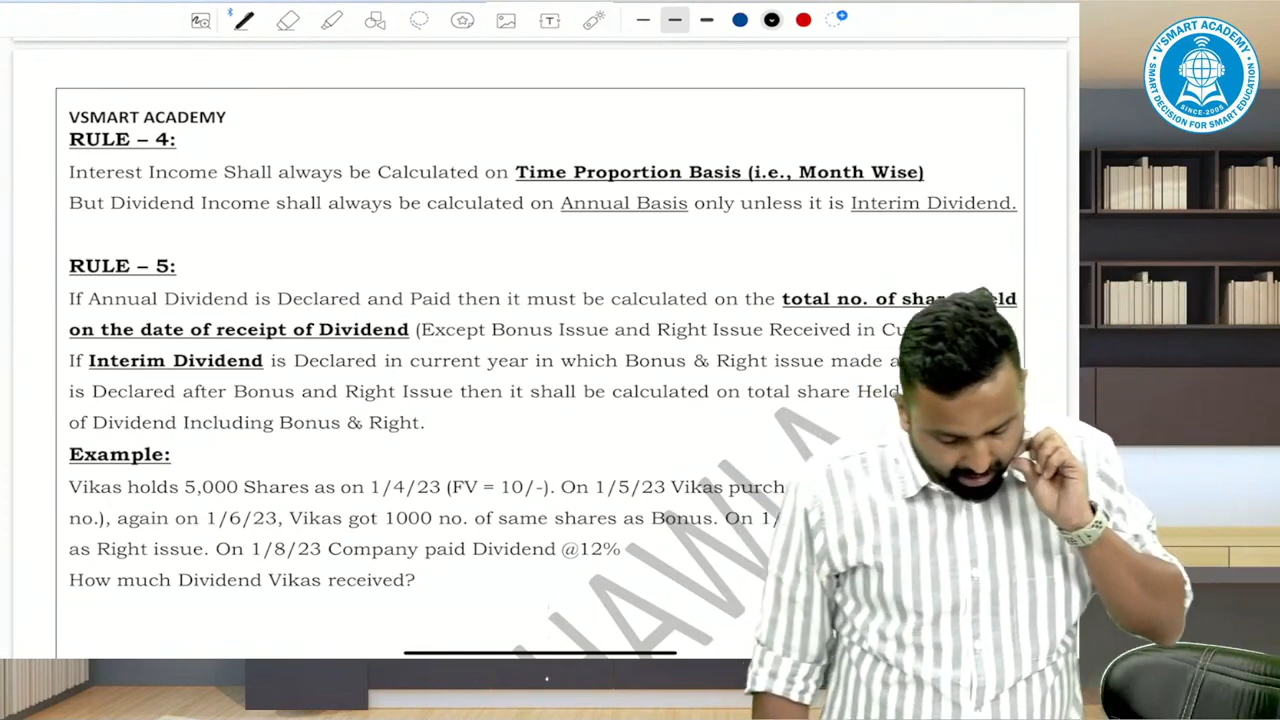 V'SMART ACADEMY
SINCE-2005
SMART DECISION FOR SMART EDUCATION
VSMART ACADEMY
RULE – 4:
Interest Income Shall always be Calculated on Time Proportion Basis (i.e., Month Wise)
But Dividend Income shall always be calculated on Annual Basis only unless it is Interim Dividend.
RULE – 5:
If Annual Dividend is Declared and Paid then it must be calculated on the total no. of
on the date of receipt of Dividend (Except Bonus Issue and Right Issue Received in
If Interim Dividend is Declared in current year in which Bonus & Right issue made
is Declared after Bonus and Right Issue then it shall be calculated on total share Held
of Dividend Including Bonus & Right.
Example:
Vikas holds 5,000 Shares as on 1/4/23 (FV = 10/-). On 1/5/23 Vikas
no.), again on 1/6/23, Vikas got 1000 no. of same shares as Bonus. On
as Right issue. On 1/8/23 Company paid Dividend @12%
How much Dividend Vikas received?